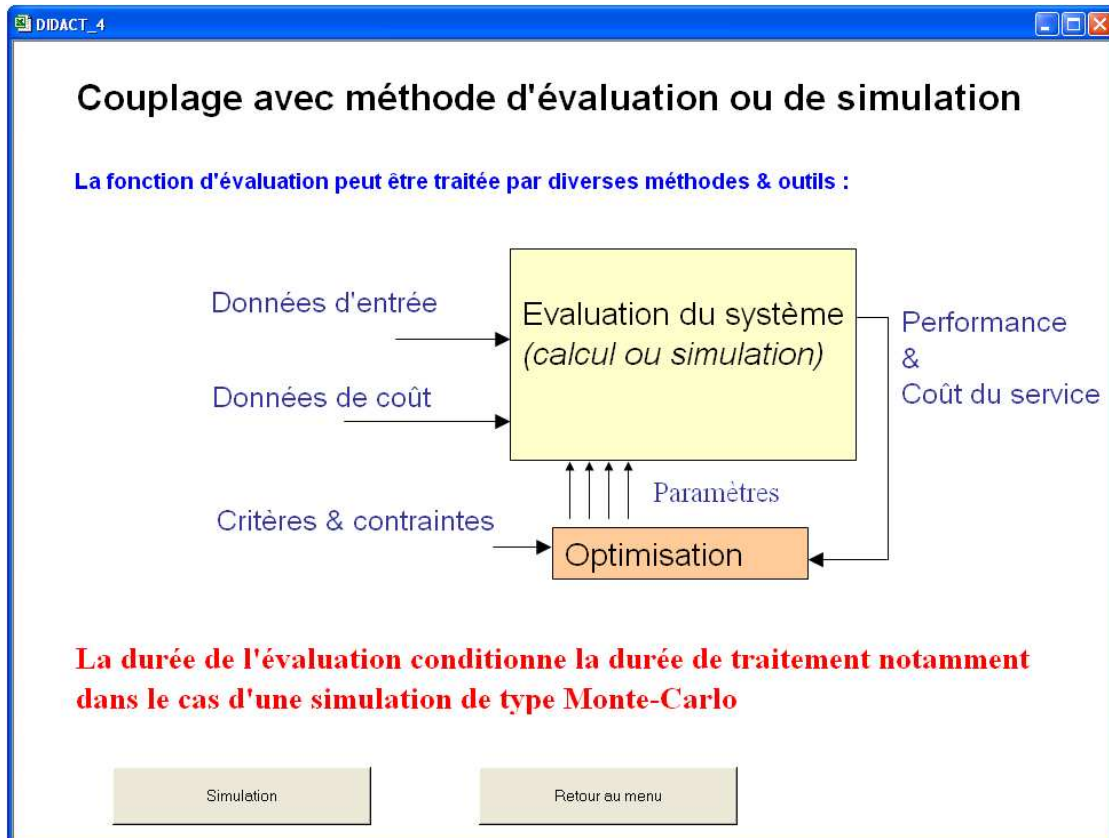 DIDACT_4
Couplage avec méthode d'évaluation ou de simulation
La fonction d'évaluation peut être traitée par diverses méthodes & outils :
Données d'entrée
Evaluation du système
(calcul ou simulation)
Performance
&
Coût du service
Données de coût
Paramètres
Critères & contraintes
Optimisation
La durée de l'évaluation conditionne la durée de traitement notamment
dans le cas d'une simulation de type Monte-Carlo
Simulation
Retour au menu